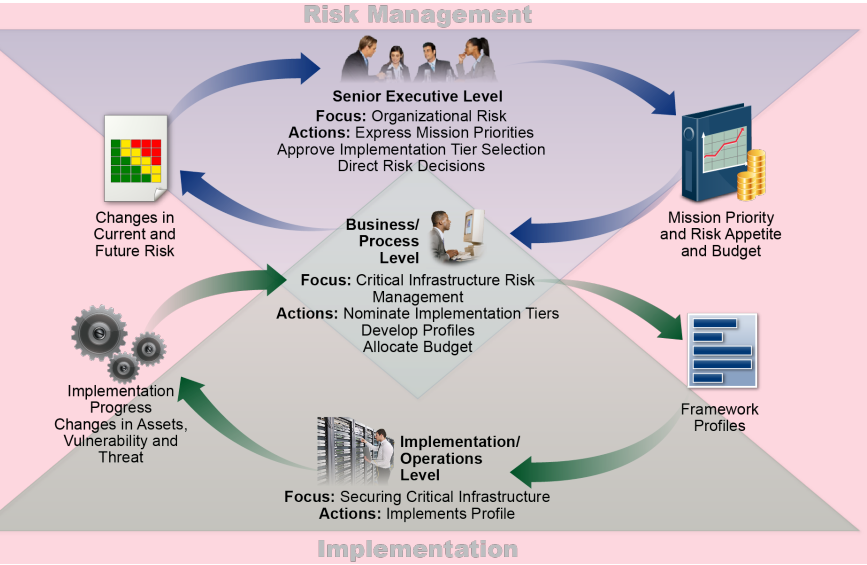 Risk Management
Senior Executive Level
Focus: Organizational Risk
Actions: Express Mission Priorities
Approve Implementation Tier Selection
Direct Risk Decisions
Changes in
Current and
Future Risk
Mission Priority
and Risk Appetite
and Budget
Business/
Process
Level
Focus: Critical Infrastructure Risk
Management
Actions: Nominate Implementation Tiers
Develop Profiles
Allocate Budget
Implementation
Progress
Changes in Assets,
Vulnerability and
Threat
Framework
Profiles
Implementation/
Operations
Level
Focus: Securing Critical Infrastructure
Actions: Implements Profile
Implementation